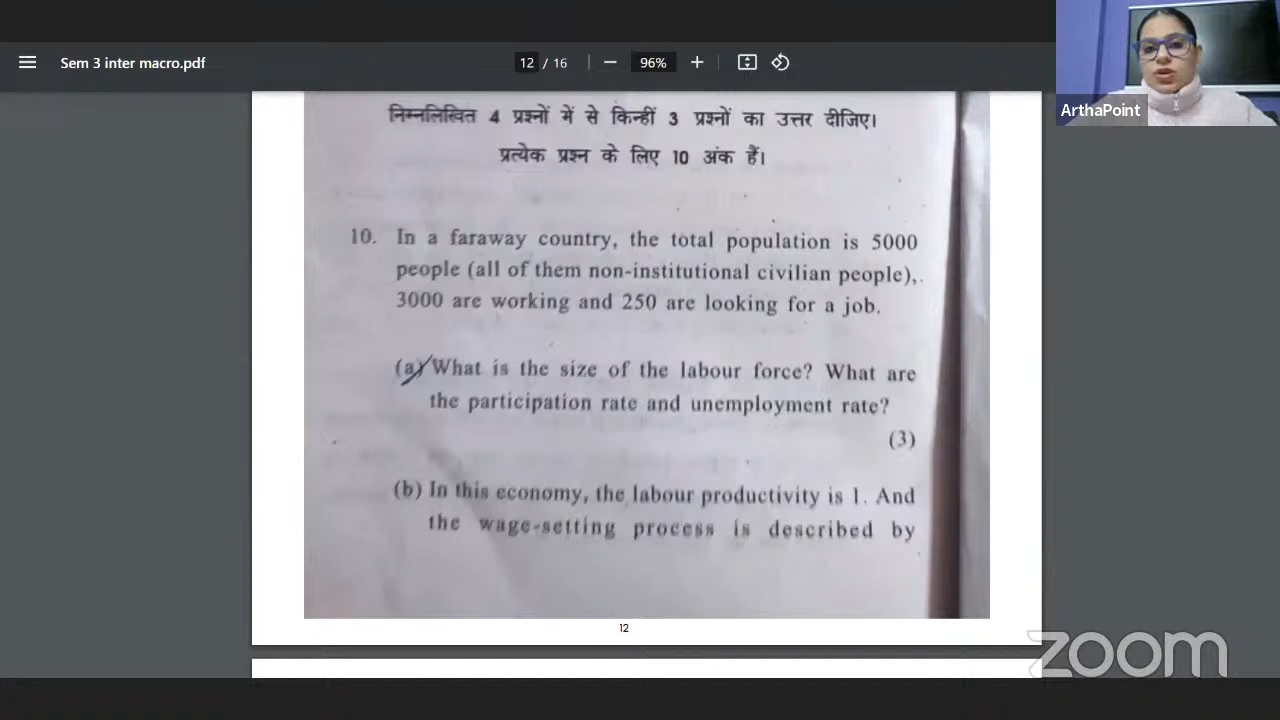 Sem 3 inter macro.pdf
12 / 16
96%
ArthaPoint
निम्नलिखित 4 प्रश्नों में से किन्हीं 3 प्रश्नों का उत्तर दीजिए।
प्रत्येक प्रश्न के लिए 10 अंक हैं।
10. In a faraway country, the total population is 5000
people (all of them non-institutional civilian people),
3000 are working and 250 are looking for a job.
(a) What is the size of the labour force? What are
the participation rate and unemployment rate?
(3)
(b) In this economy, the labour productivity is 1. And
the wage-setting process is described by
12
zoom